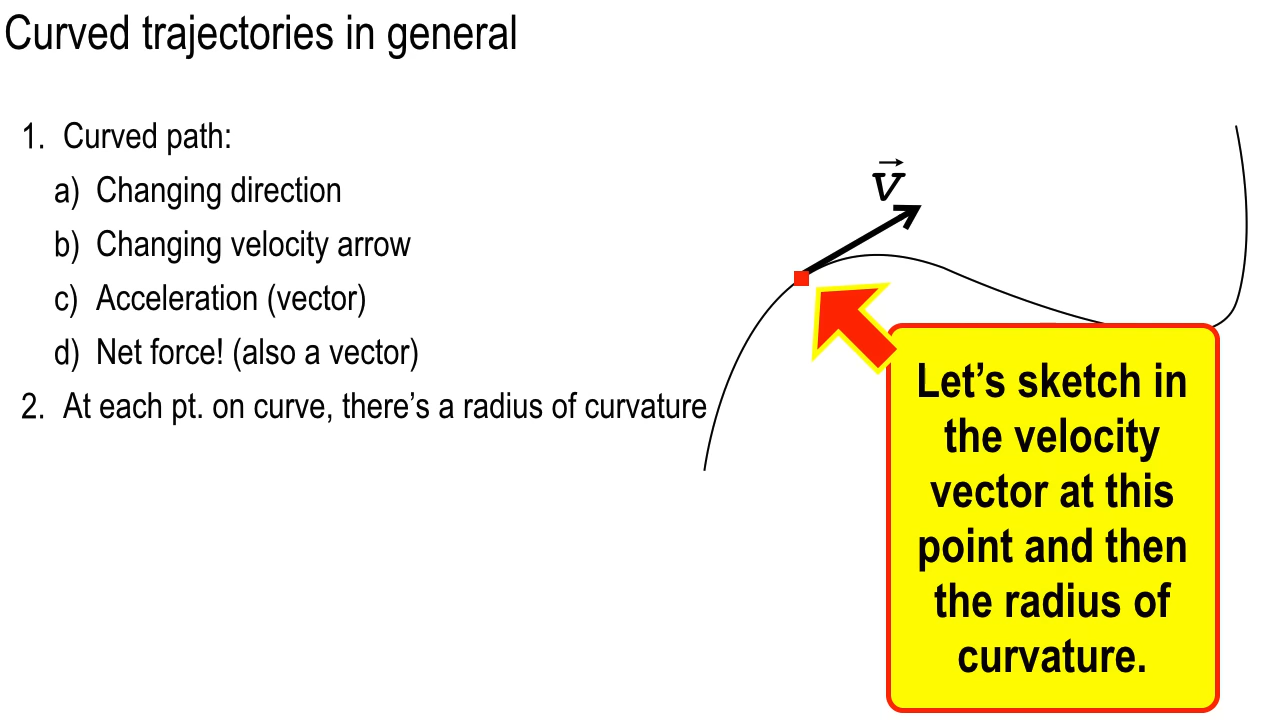 Curved trajectories in general
1. Curved path:
a) Changing direction
b) Changing velocity arrow
c) Acceleration (vector)
d) Net force! (also a vector)
2. At each pt. on curve, there’s a radius of curvature
v⃗
Let’s sketch in
the velocity
vector at this
point and then
the radius of
curvature.